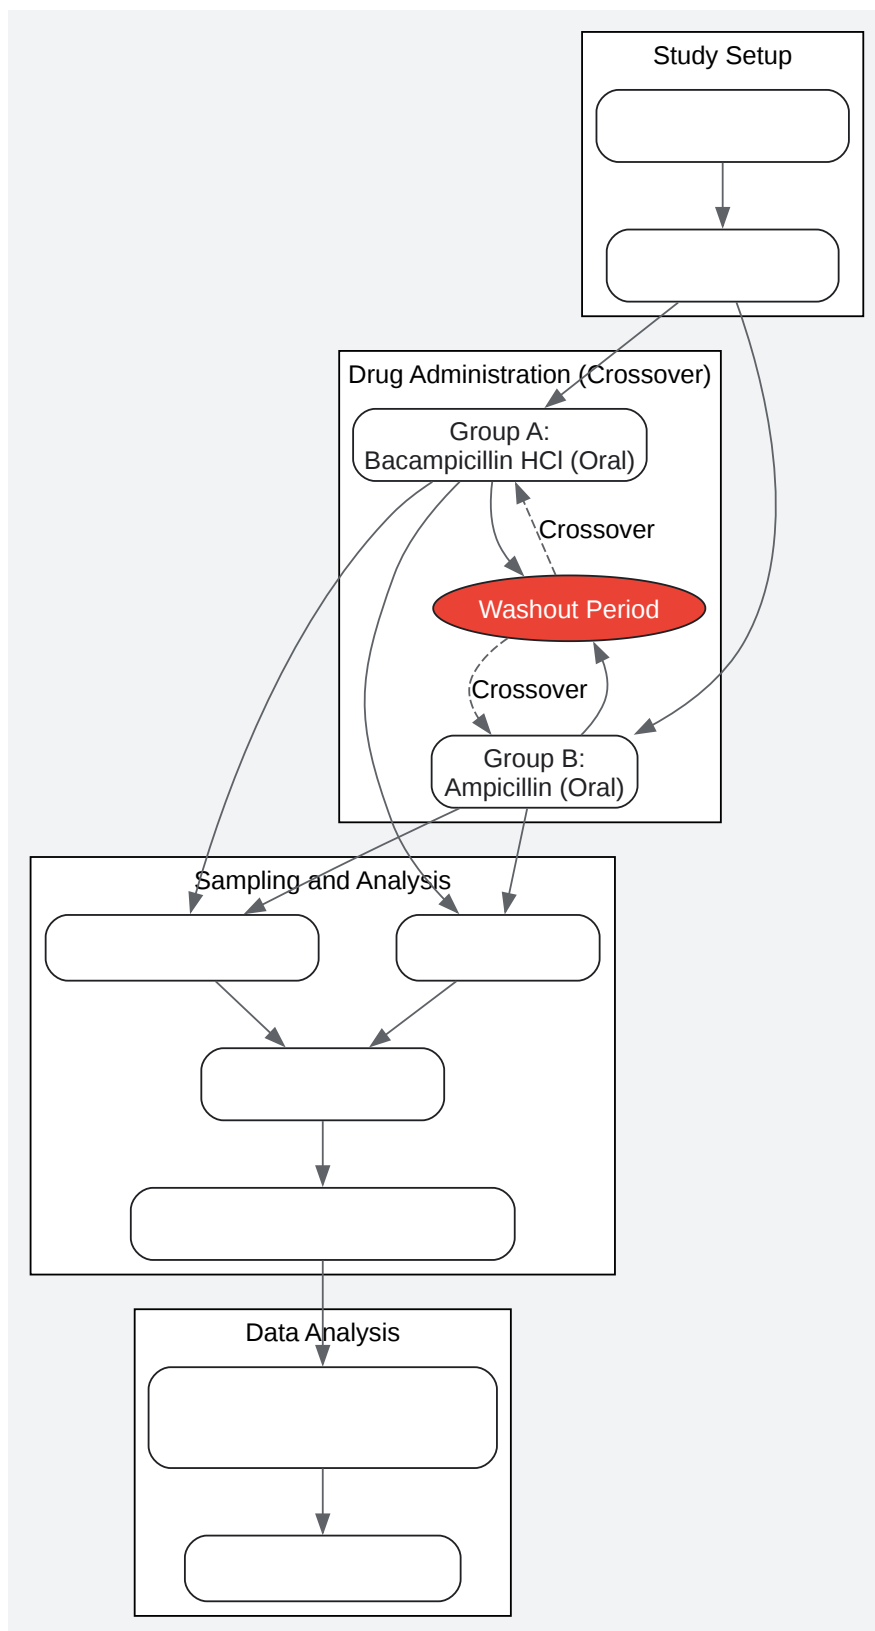 Study Setup
Drug Administration (Crossover)
Group A:
Bacampicillin HCl (Oral)
Crossover
Washout Period
Crossover
Group B:
Ampicillin (Oral)
Sampling and Analysis
Data Analysis